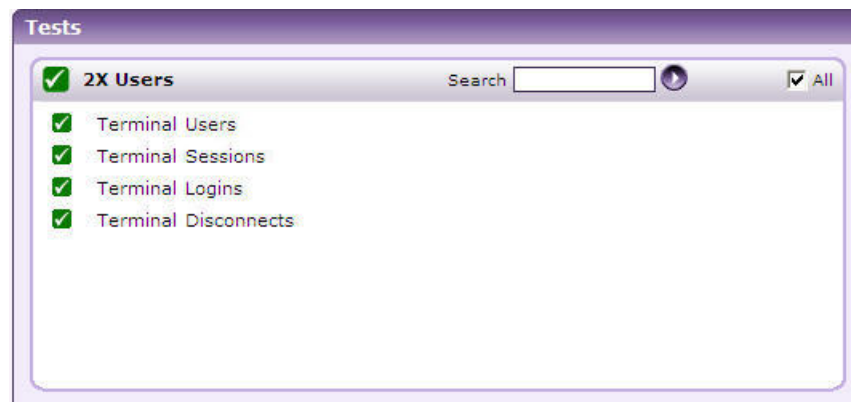 Tests
2X Users Search All
Terminal Users
Terminal Sessions
Terminal Logins
Terminal Disconnects